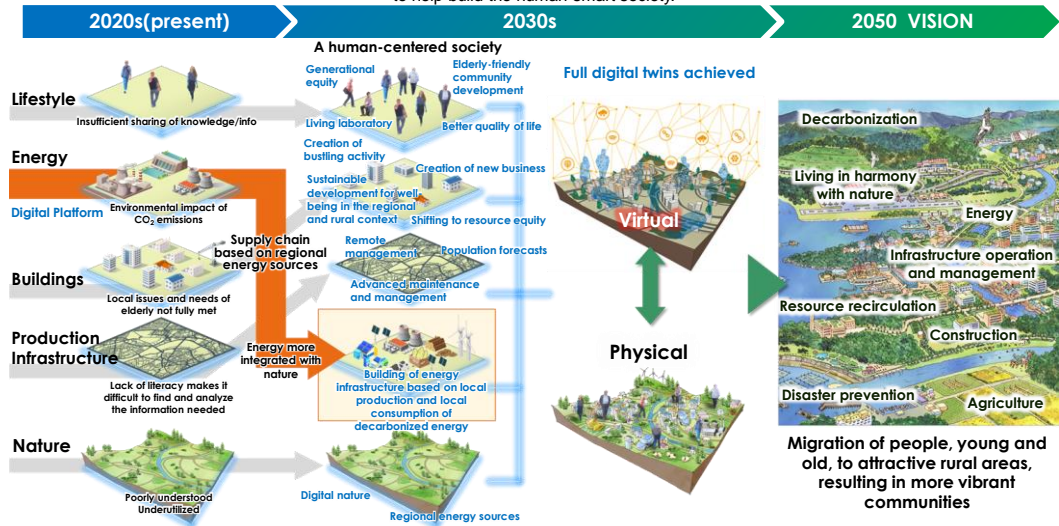 to help build the Human Smart Society.
2020s(present)
2030s
2050 VISION
Lifestyle
Insufficient sharing of knowledge/info
Energy
Digital Platform
Environmental impact of
CO2 emissions
Buildings
Local issues and needs of
elderly not fully met
Production
Infrastructure
Lack of literacy makes it
difficult to find and analyze
the information needed
Nature
Poorly understood
Underutilized
Supply chain
based on regional
energy sources
Energy more
integrated with
nature
A human-centered society
Generational
equity
Elderly-friendly
community
development
Living laboratory
Better quality of life
Creation of
bustling activity
Creation of new business
Sustainable
development for well
being in the regional
and rural context
Shifting to resource equity
Remote
management
Population forecasts
Advanced maintenance
and management
Building of energy
infrastructure based on local
production and local
consumption of
decarbonized energy
Digital nature
Regional energy sources
Full digital twins achieved
Virtual
Physical
Decarbonization
Living in harmony
with nature
Energy
Infrastructure operation
and management
Resource recirculation
Construction
Disaster prevention
Agriculture
Migration of people, young and
old, to attractive rural areas,
resulting in more vibrant
communities